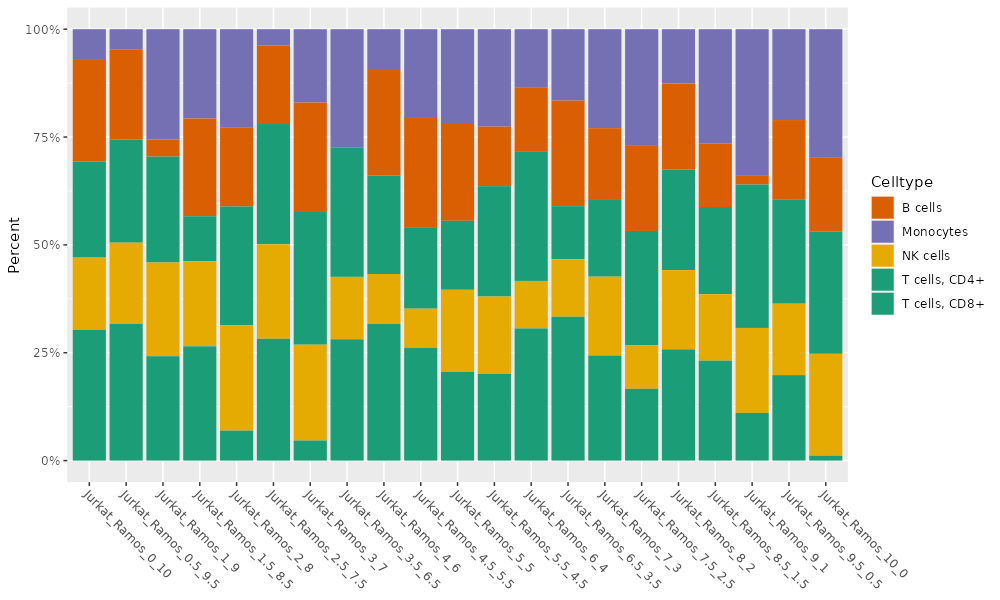 100%
75%
50%
25%
0%
Percent
Jurkat_Ramos_0_10
Jurkat_Ramos_0.5_9.5
Jurkat_Ramos_1_9
Jurkat_Ramos_1.5_8.5
Jurkat_Ramos_2_8
Jurkat_Ramos_2.5_7.5
Jurkat_Ramos_3_7
Jurkat_Ramos_3.5_6.5
Jurkat_Ramos_4_6
Jurkat_Ramos_4.5_5.5
Jurkat_Ramos_5_5
Jurkat_Ramos_5.5_4.5
Jurkat_Ramos_6_4
Jurkat_Ramos_6.5_3.5
Jurkat_Ramos_7_3
Jurkat_Ramos_7.5_2.5
Jurkat_Ramos_8_2
Jurkat_Ramos_8.5_1.5
Jurkat_Ramos_9_1
Jurkat_Ramos_9.5_0.5
Jurkat_Ramos_10_0
Celltype
B cells
Monocytes
NK cells
T cells, CD4+
T cells, CD8+